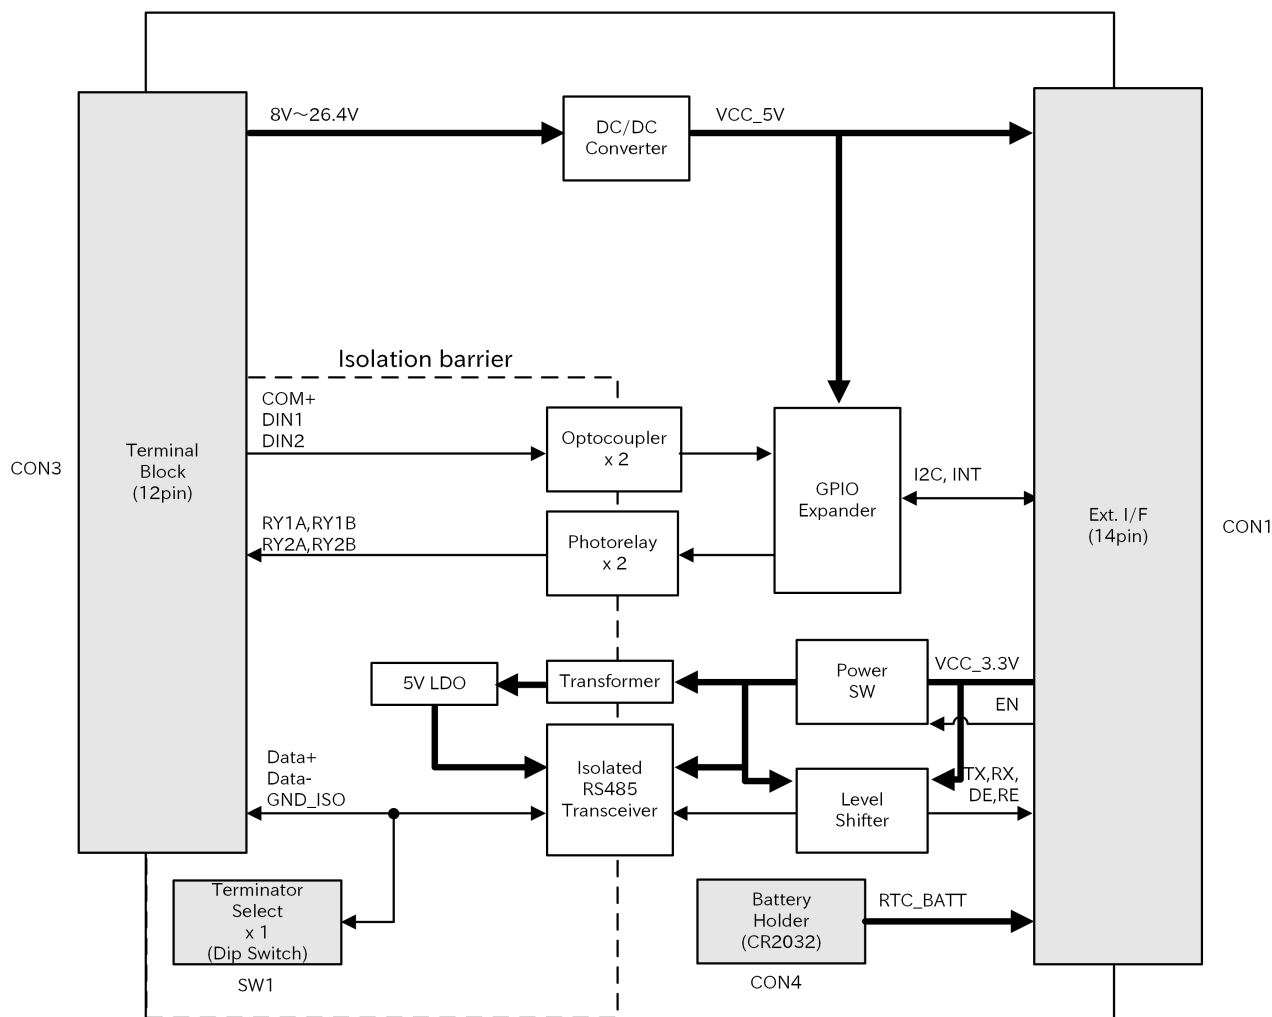 8V～26.4V
DC/DC
Converter
VCC_5V
Isolation barrier
COM+
DIN1
DIN2
Optocoupler
x 2
Terminal
Block
(12pin)
CON3
GPIO
Expander
I2C, INT
Ext. I/F
(14pin)
CON1
RY1A,RY1B
RY2A,RY2B
Photorelay
x 2
5V LDO
Transformer
Power
SW
VCC_3.3V
EN
Data+
Data-
GND_ISO
Isolated
RS485
Transceiver
Level
Shifter
TX,RX,
DE,RE
Terminator
Select
x 1
(Dip Switch)
SW1
Battery
Holder
(CR2032)
RTC_BATT
CON4